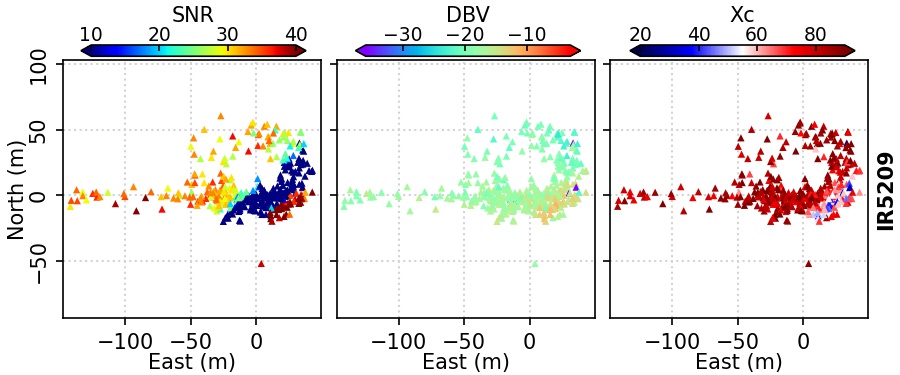 SNR DBV Xc
10 20 30 40 −30 −20 −10 20 40 60 80
100
50
0
−50
North (m)
−100 −50 0 −100 −50 0 −100 −50 0
East (m) East (m) East (m)
IR5209